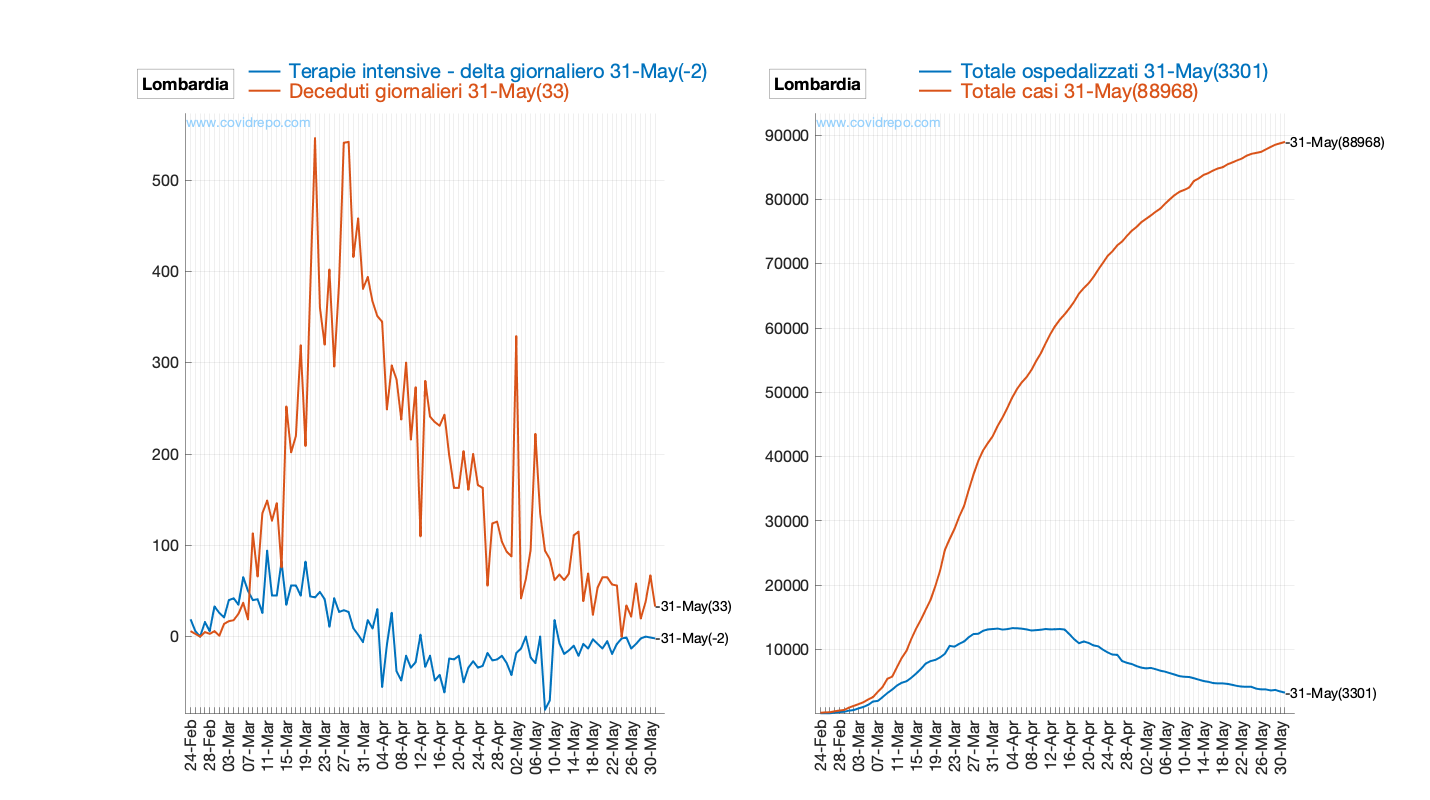 Lombardia
Terapie intensive - delta giornaliero 31-May(-2)
Deceduti giornalieri 31-May(33)
www.covidrepo.com
500
400
300
200
100
0
31-May(33)
31-May(-2)
24-Feb
28-Feb
03-Mar
07-Mar
11-Mar
15-Mar
19-Mar
23-Mar
27-Mar
31-Mar
04-Apr
08-Apr
12-Apr
16-Apr
20-Apr
24-Apr
28-Apr
02-May
06-May
10-May
14-May
18-May
22-May
26-May
30-May
Lombardia
Totale ospedalizzati 31-May(3301)
Totale casi 31-May(88968)
www.covidrepo.com
90000
80000
70000
60000
50000
40000
30000
20000
10000
31-May(88968)
31-May(3301)
24-Feb
28-Feb
03-Mar
07-Mar
11-Mar
15-Mar
19-Mar
23-Mar
27-Mar
31-Mar
04-Apr
08-Apr
12-Apr
16-Apr
20-Apr
24-Apr
28-Apr
02-May
06-May
10-May
14-May
18-May
22-May
26-May
30-May